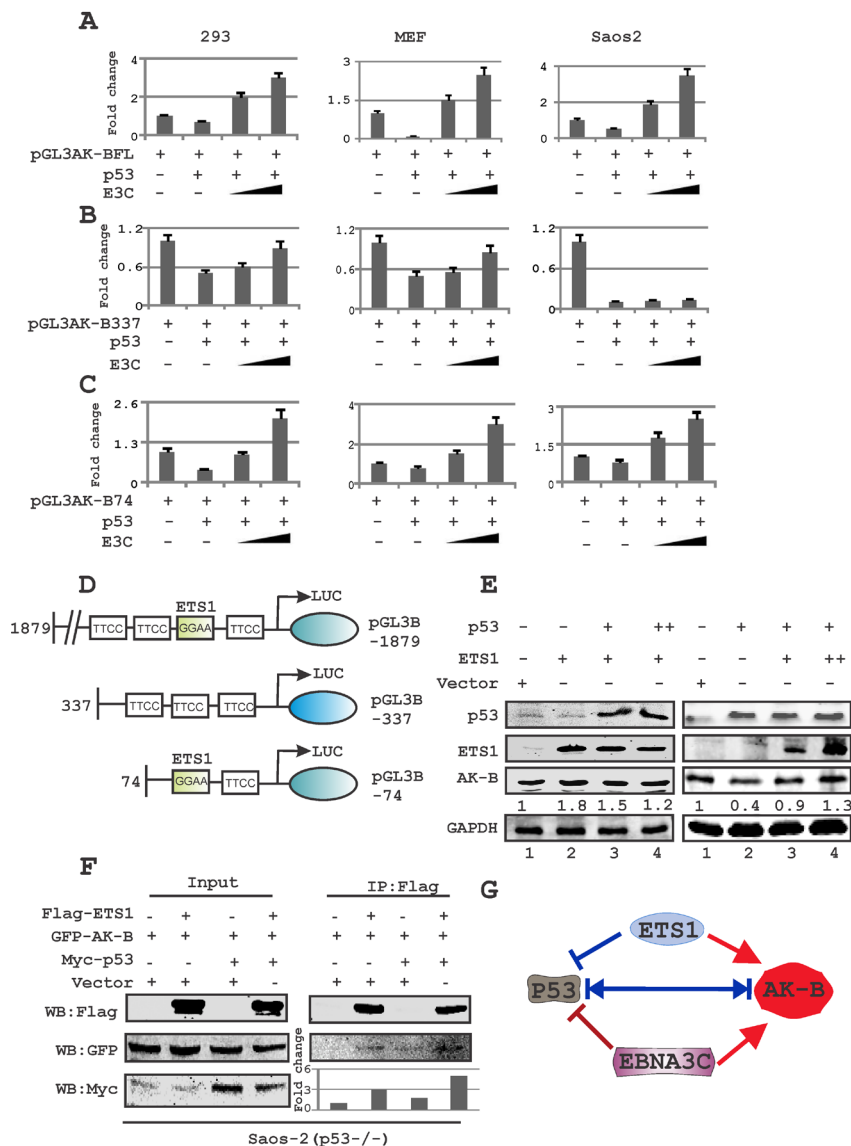 A
293 MEF Saos2
Fold change
4 3 4
2 1.5 2
0 0 0
pGL3AK-BFL + + + + + + + + + + + +
p53 - + + + - + + + - + + +
E3C - - - - - -
B
Fold change
1.2 1.2 1.2
0.6 0.6 0.6
0 0 0
pGL3AK-B337 + + + + + + + + + + + +
p53 - + + + - + + + - + + +
E3C - - - - - -
C
Fold change
2.6 4 3
1.3 2 1.5
0 0 0
pGL3AK-B74 + + + + + + + + + + + +
p53 - + + + - + + + - + + +
E3C - - - - - -
D
1879 TTCC TTCC ETS1 GGAA TTCC LUC pGL3B -1879
337 TTCC TTCC TTCC LUC pGL3B -337
74 ETS1 GGAA TTCC LUC pGL3B -74
E
p53 - - + ++ - + + +
ETS1 - + + + - - + ++
Vector + - - - + - - -
p53
ETS1
AK-B
1 1.8 1.5 1.2 1 0.4 0.9 1.3
GAPDH
1 2 3 4 1 2 3 4
F
Input IP:Flag
Flag-ETS1 - + - + - + - +
GFP-AK-B + + + + + + + +
Myc-p53 - - + + - - + +
Vector + + + - + + + -
WB:Flag
WB:GFP
WB:Myc
Fold change
6
3
0
Saos-2(p53-/-)
G
ETS1
P53
AK-B
EBNA3C